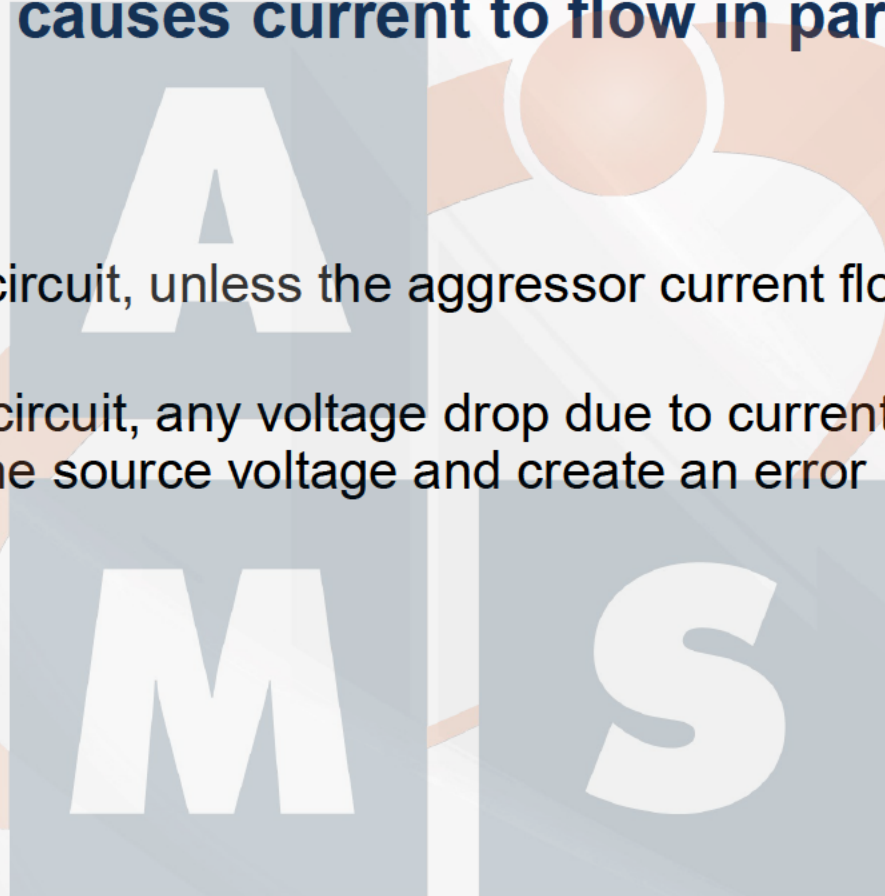 causes current to flow in par
A
circuit, unless the aggressor current flo
circuit, any voltage drop due to current
he source voltage and create an error
M S